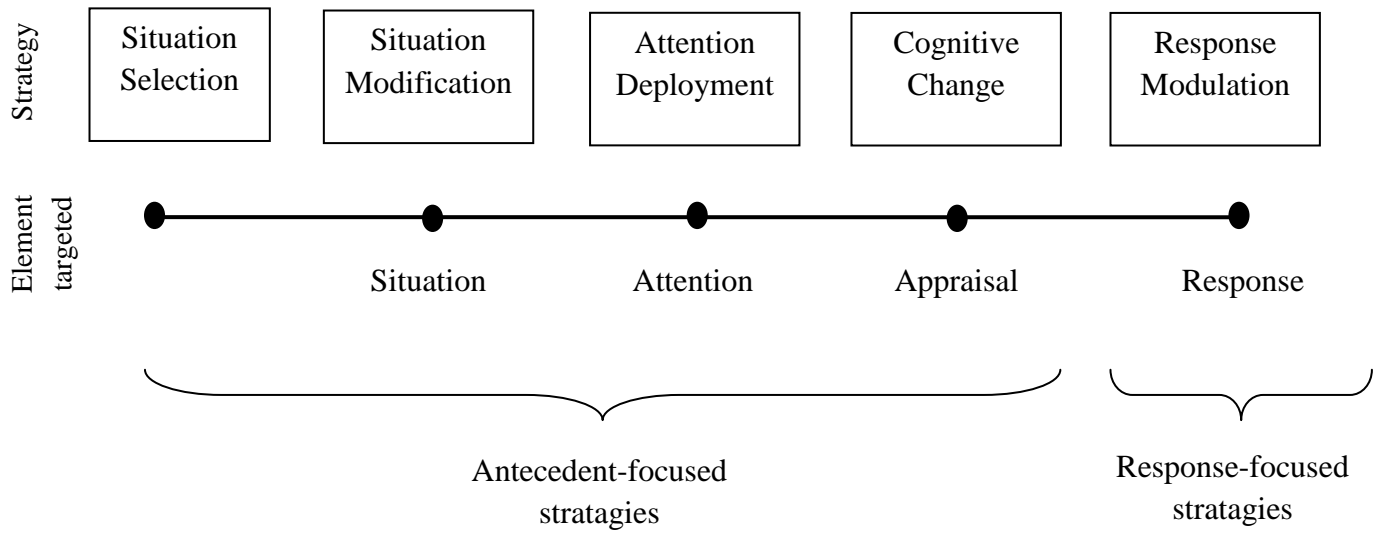 Strategy
Situation
Selection
Situation
Modification
Attention
Deployment
Cognitive
Change
Response
Modulation
Element
targeted
Situation
Attention
Appraisal
Response
Antecedent-focused
stratagies
Response-focused
stratagies